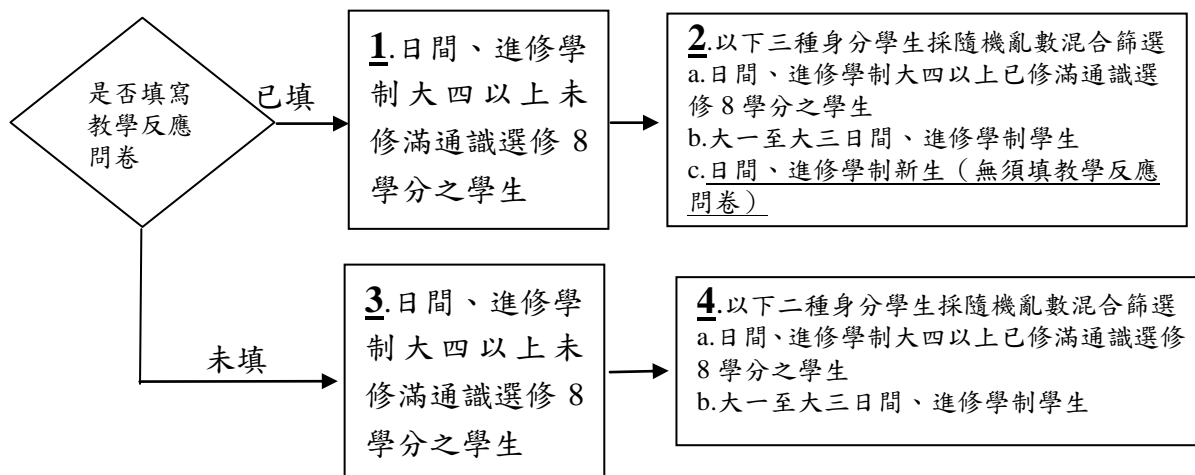 是否填寫
教學反應
問卷
已填
1.日間、進修學
制大四以上未
修滿通識選修 8
學分之學生
2.以下三種身分學生採隨機亂數混合篩選
a.日間、進修學制大四以上已修滿通識選
修 8 學分之學生
b.大一至大三日間、進修學制學生
c.日間、進修學制新生（無須填教學反應
問卷）
未填
3.日間、進修學
制大四以上未
修滿通識選修 8
學分之學生
4.以下二種身分學生採隨機亂數混合篩選
a.日間、進修學制大四以上已修滿通識選修
8 學分之學生
b.大一至大三日間、進修學制學生